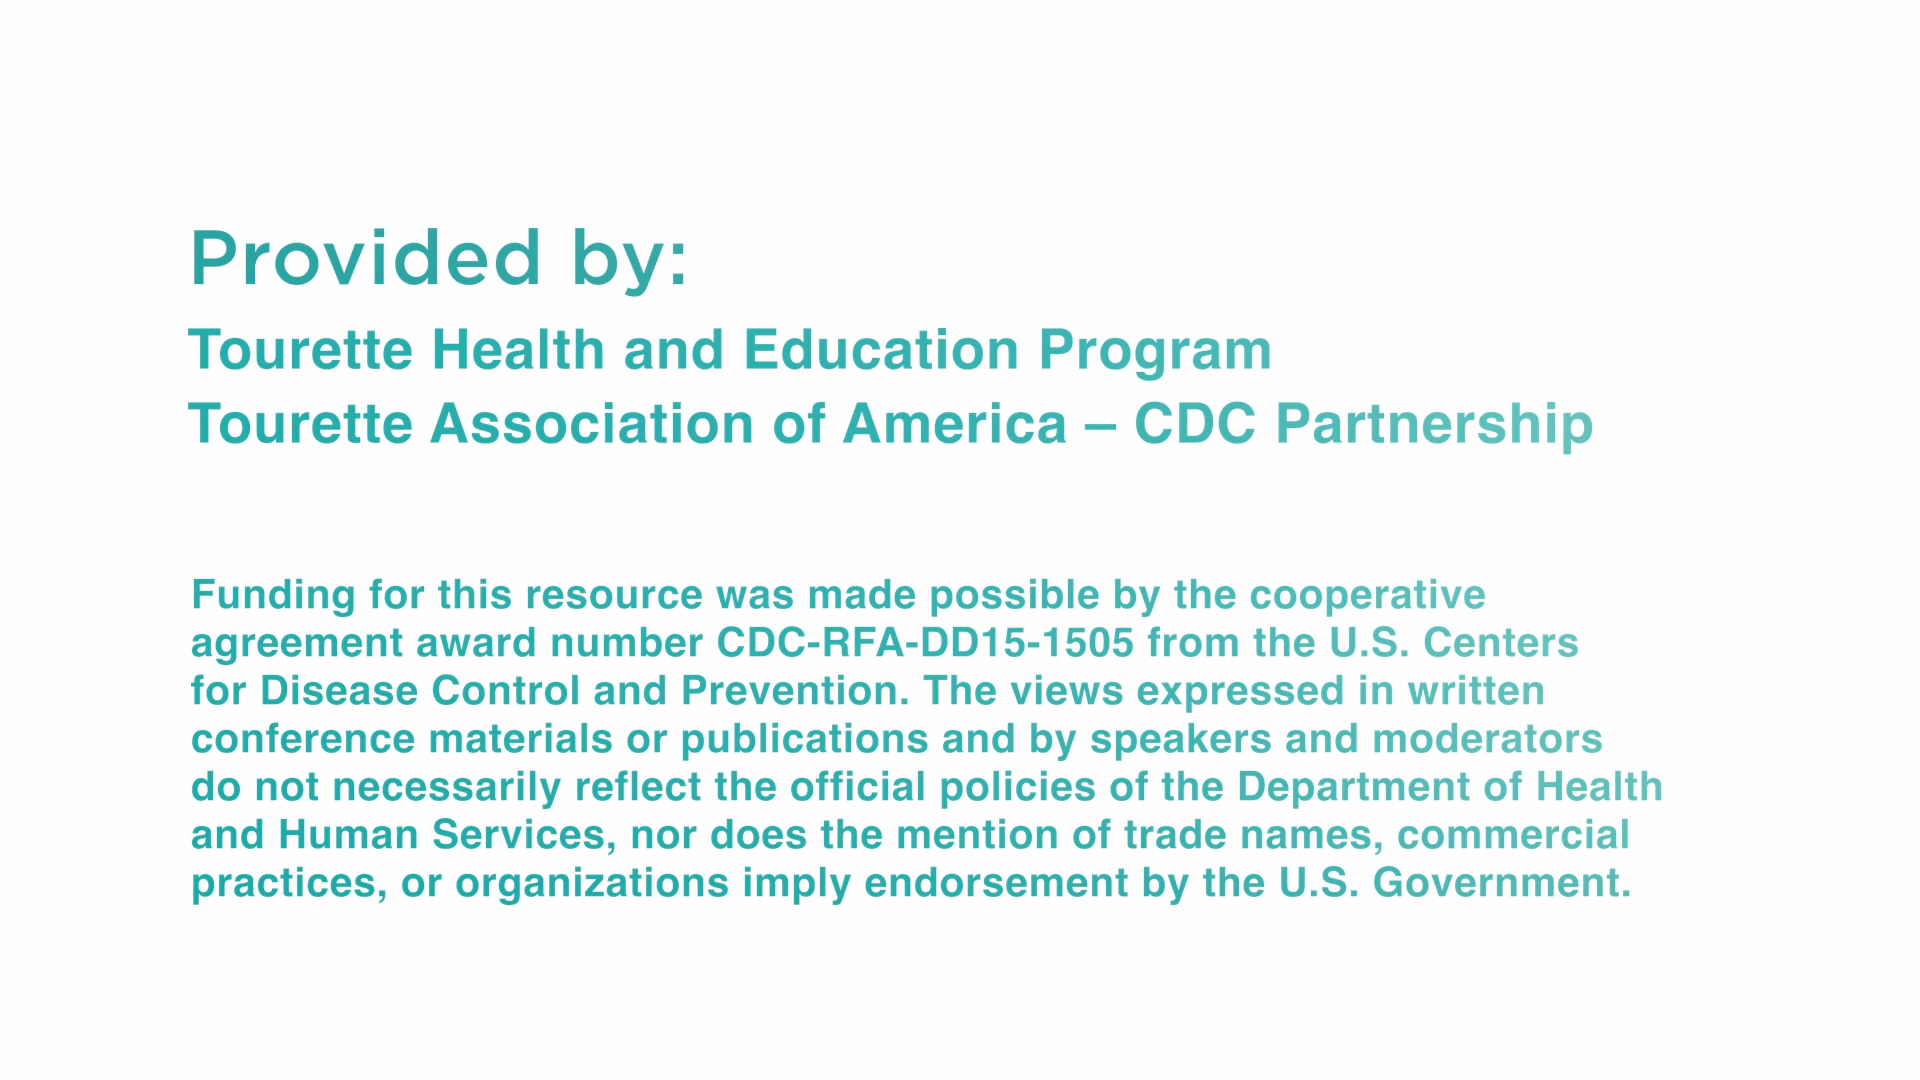 Provided by:
Tourette Health and Education Program
Tourette Association of America – CDC Partnership
Funding for this resource was made possible by the cooperative
agreement award number CDC-RFA-DD15-1505 from the U.S. Centers
for Disease Control and Prevention. The views expressed in written
conference materials or publications and by speakers and moderators
do not necessarily reflect the official policies of the Department of Health
and Human Services, nor does the mention of trade names, commercial
practices, or organizations imply endorsement by the U.S. Government.